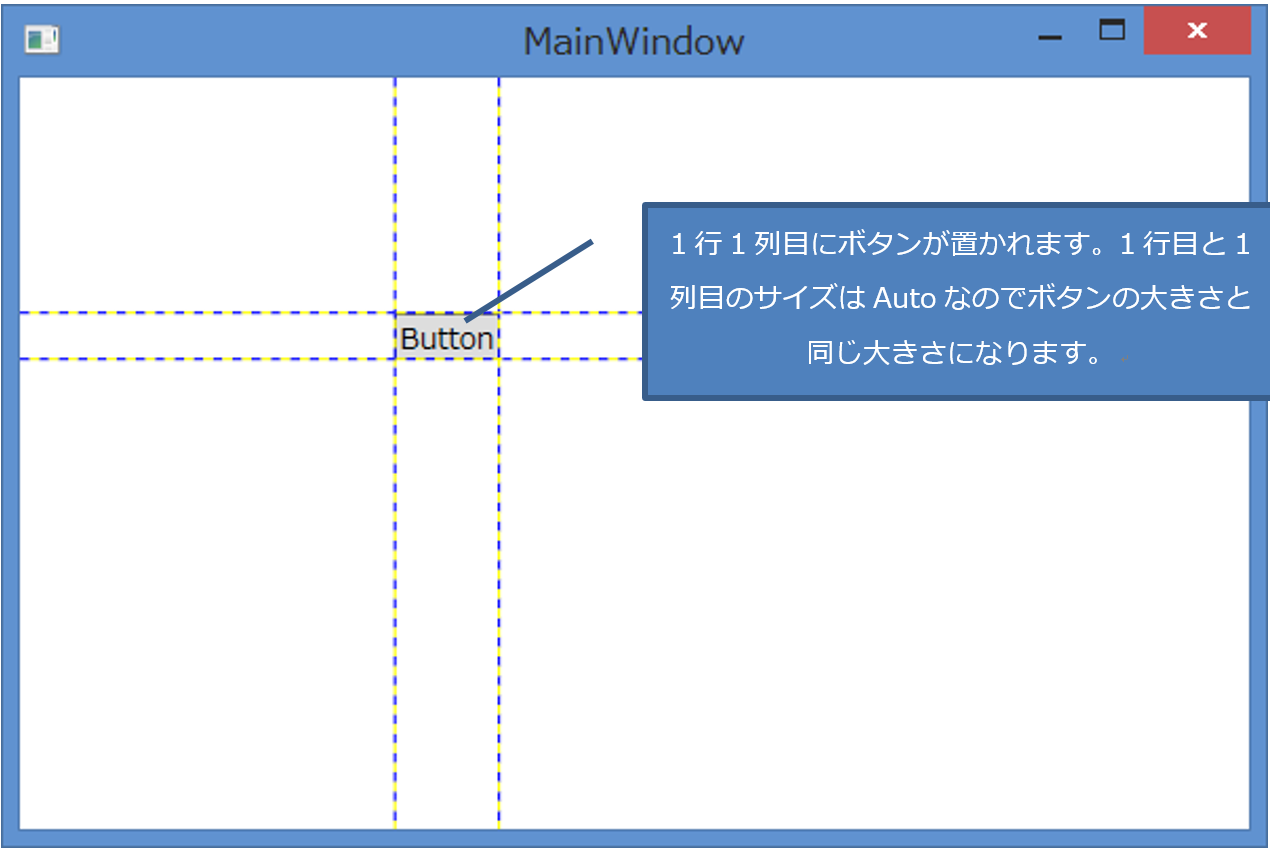 MainWindow
1 行 1 列目にボタンが置かれます。1 行目と 1
列目のサイズは Auto なのでボタンの大きさと
同じ大きさになります。
Button